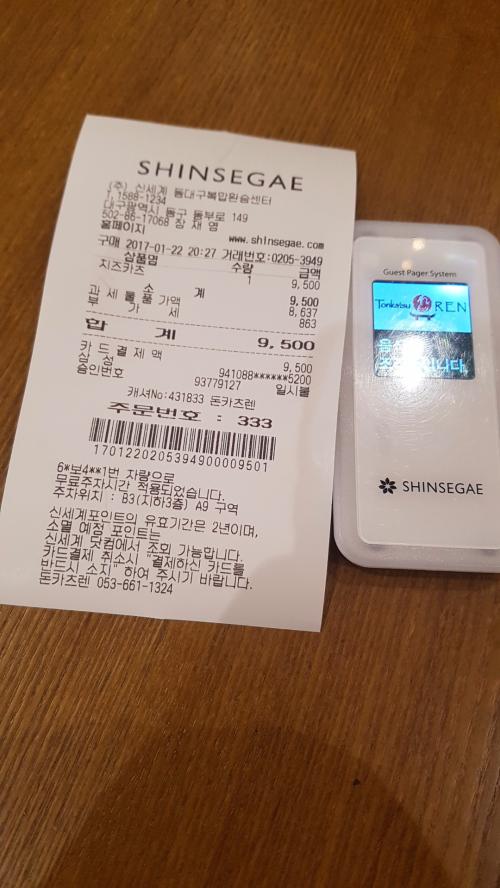 SHINSEGAE
(주) 신세계 동대구복합환승센터
1,1588-1234
대구광역시 동구 동부로 149
502-86-17068 장 재 영
홈페이지 www.shinsegae.com
구매 2017-01-22 20:27 거래번호:0205-3949
상품명 수량 금액
치즈카츠 1 9,500
소 계 9,500
과 세 물 품 가액 8,637
부 가 세 863
합 계 9,500
카 드 결 제 액 9,500
삼 성 941088******5200
승인번호 93779127 일시불
캐셔No:431833 돈카츠렌
주문번호 : 333
1701220205394900009501
6*보4**1번 차량으로
무료주차시간 적용되었습니다.
주차위치 : B3(지하3층) A9 구역
신세계포인트의 유효기간은 2년이며,
소멸 예정 포인트는
신세계 닷컴에서 조회 가능합니다.
카드결제 취소시 "결제하신 카드를
반드시 소지" 하여 주시기 바랍니다.
돈카츠렌 053-661-1324
Guest Pager System
Tonkatsu REN
SHINSEGAE